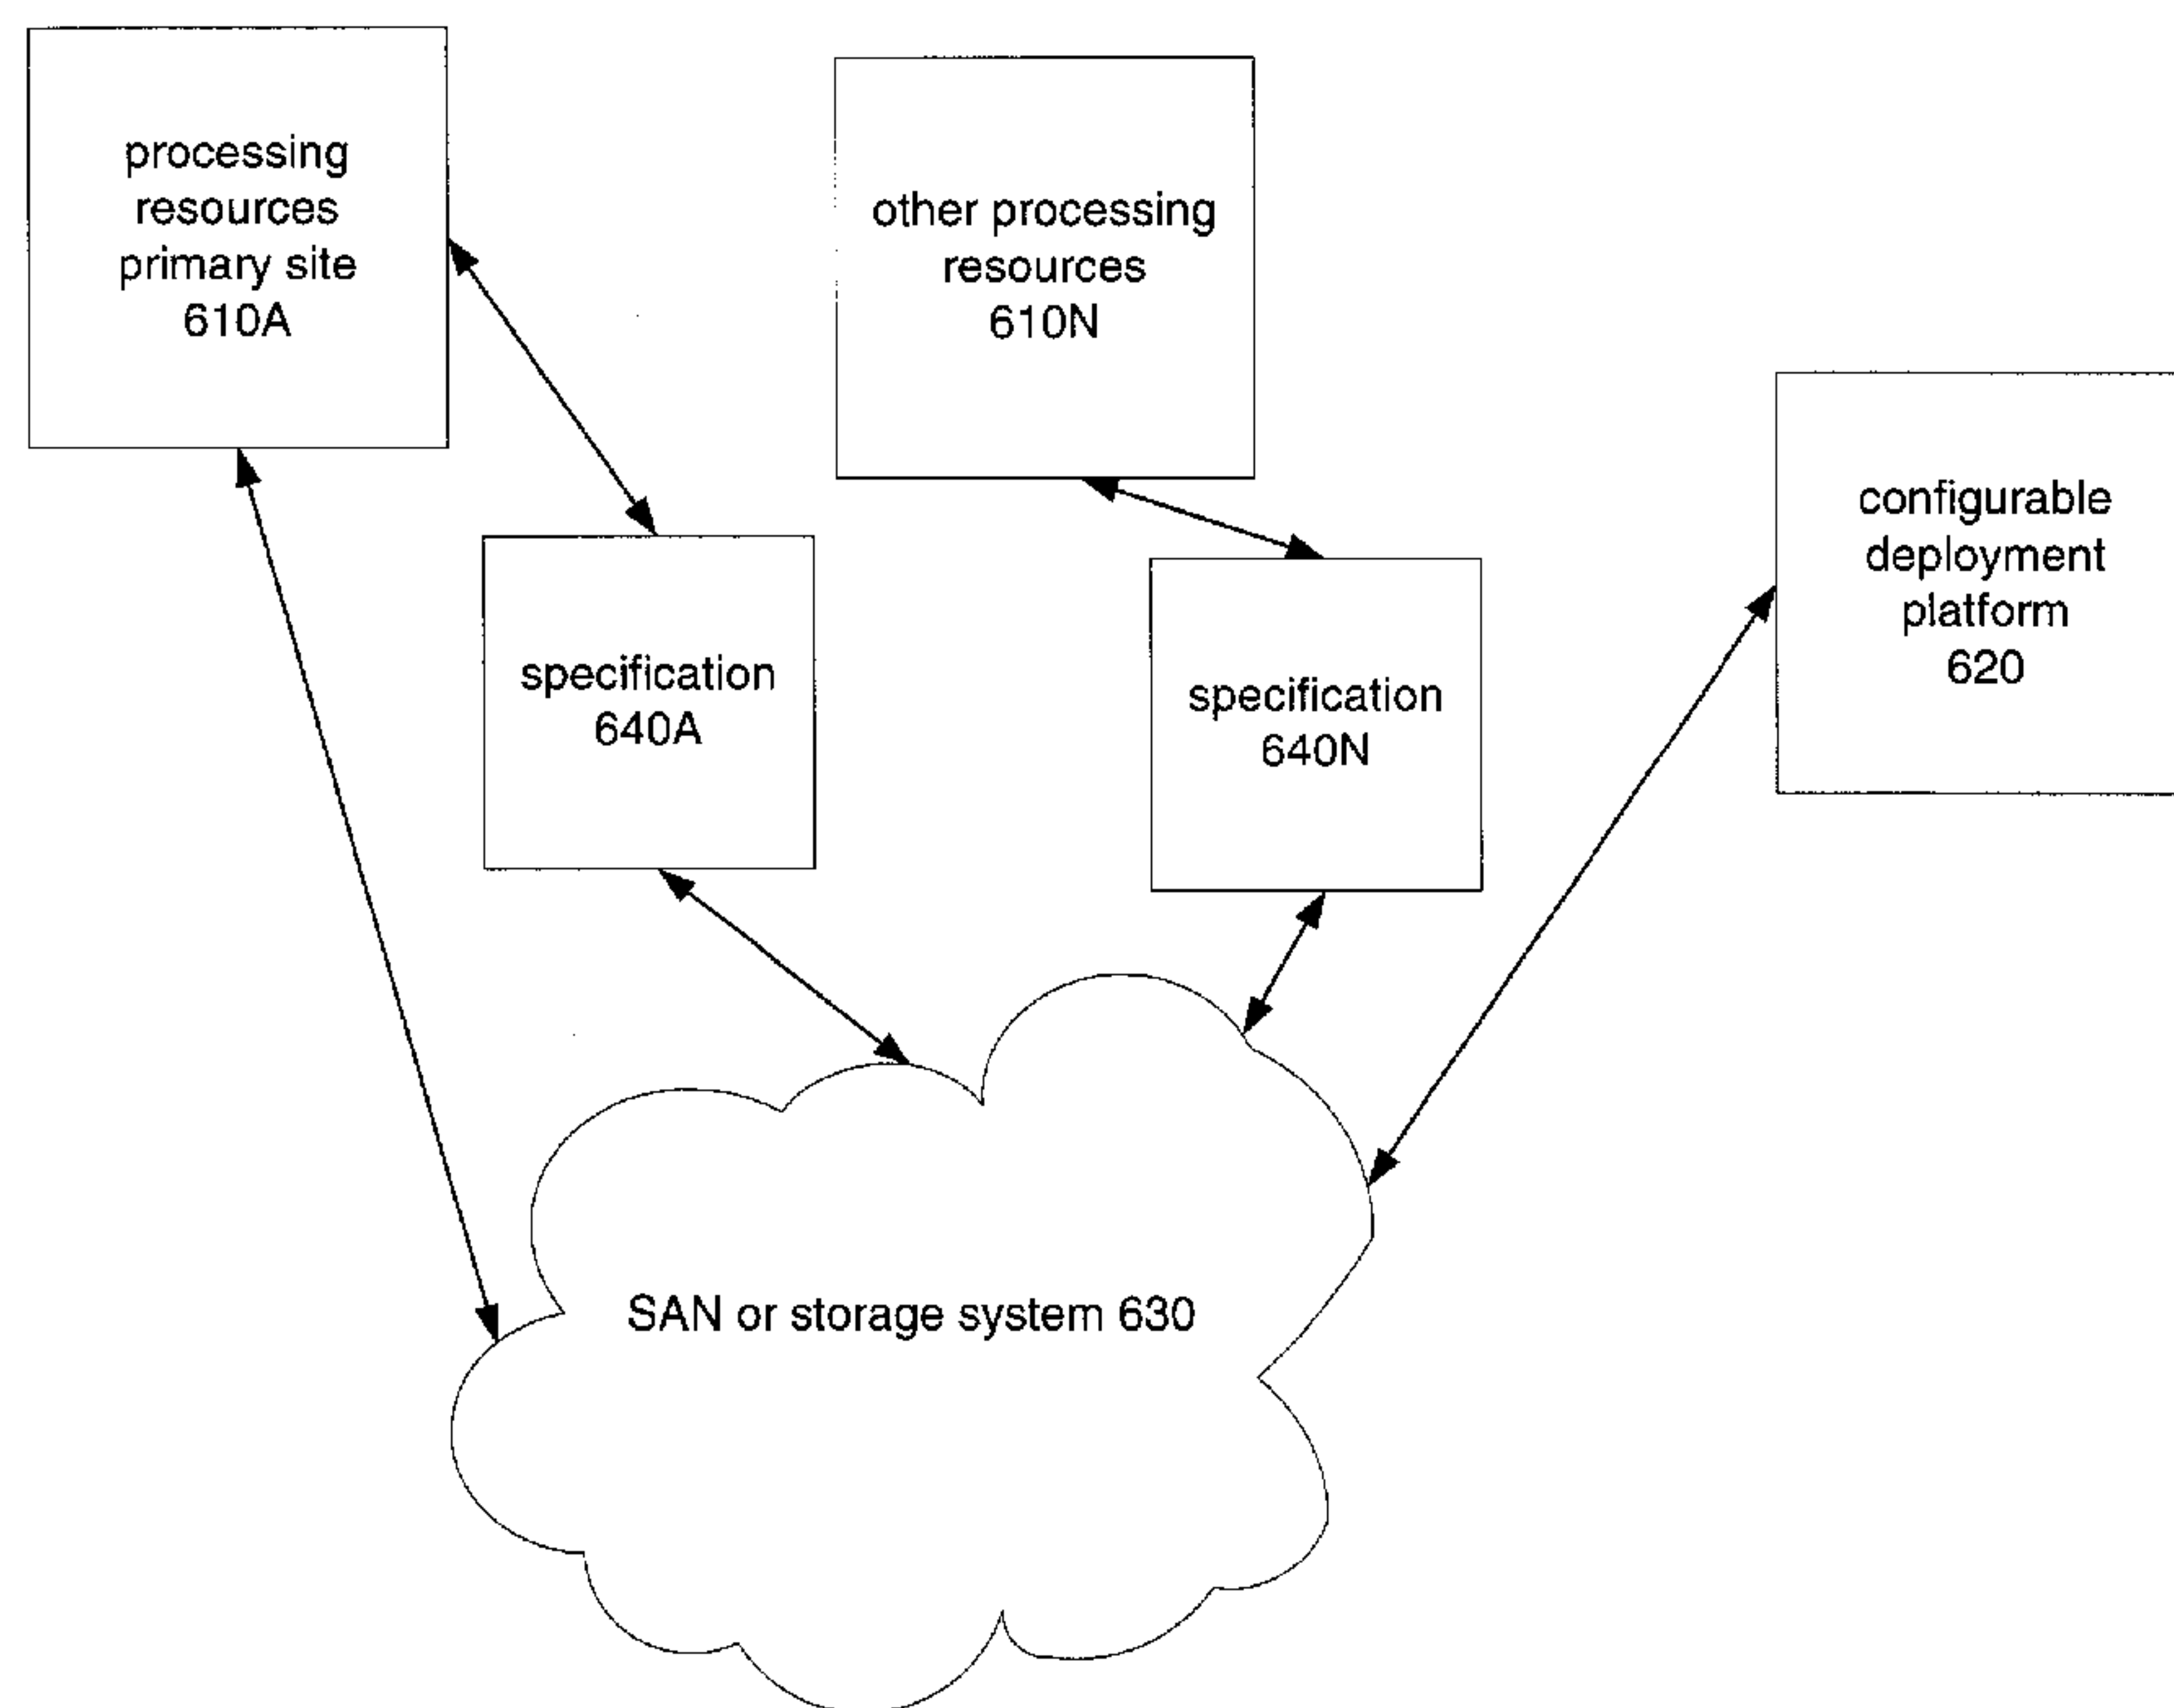 processing
resources
primary site
610A
other processing
resources
610N
configurable
deployment
platform
620
specification
640A
specification
640N
SAN or storage system 630